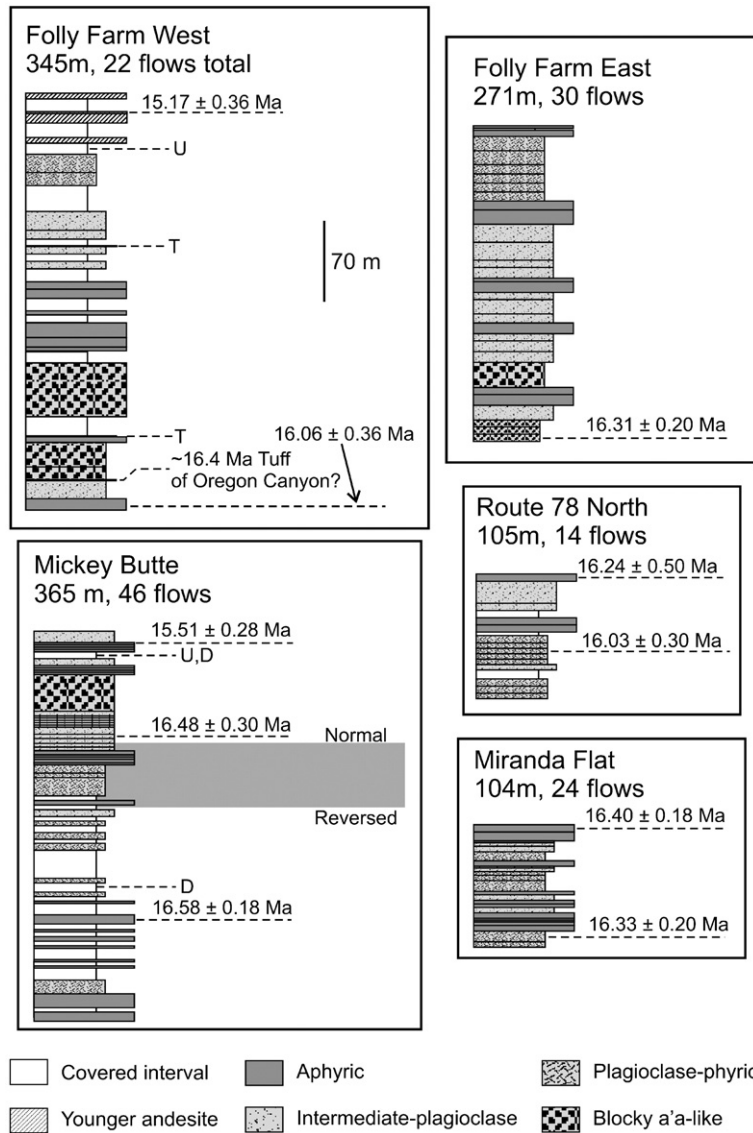 Folly Farm West
345m, 22 flows total
15.17 ± 0.36 Ma
U
T
70 m
T
16.06 ± 0.36 Ma
~16.4 Ma Tuff
of Oregon Canyon?
Folly Farm East
271m, 30 flows
16.31 ± 0.20 Ma
Route 78 North
105m, 14 flows
16.24 ± 0.50 Ma
16.03 ± 0.30 Ma
Mickey Butte
365 m, 46 flows
15.51 ± 0.28 Ma
U,D
16.48 ± 0.30 Ma
Normal
Reversed
D
16.58 ± 0.18 Ma
Miranda Flat
104m, 24 flows
16.40 ± 0.18 Ma
16.33 ± 0.20 Ma
Covered interval
Aphyric
Plagioclase-phyric
Younger andesite
Intermediate-plagioclase
Blocky a'a-like